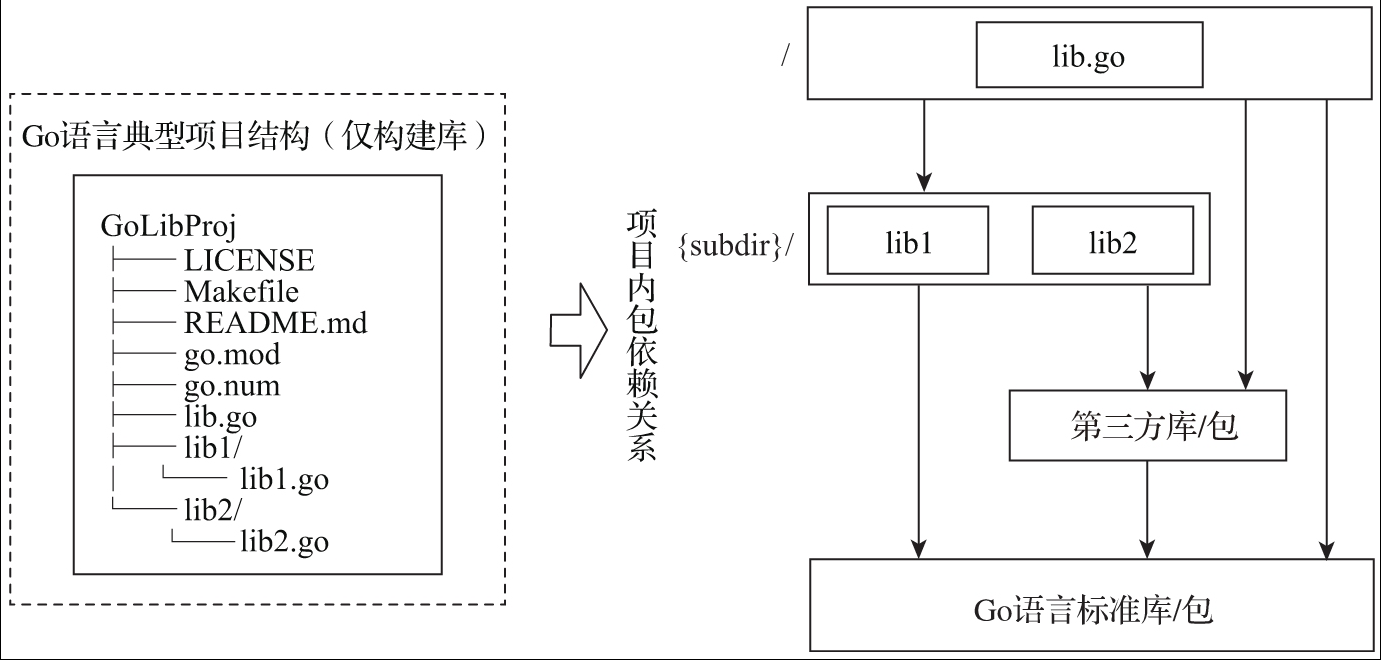 Go语言典型项目结构（仅构建库）
GoLibProj
LICENSE
Makefile
README.md
go.mod
go.num
lib.go
lib1/
lib1.go
lib2/
lib2.go
项目内包依赖关系
/
lib.go
{subdir}/
lib1
lib2
第三方库/包
Go语言标准库/包